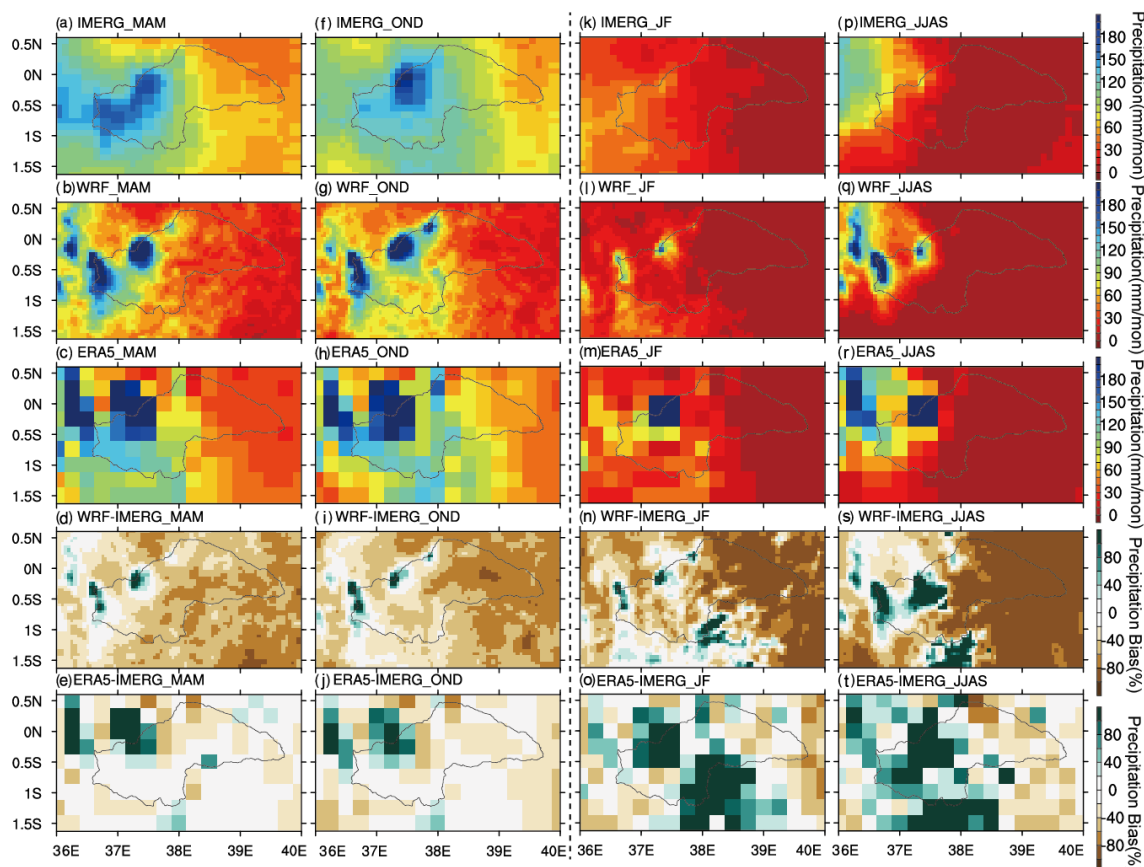 (a) IMERG_MAM
(f) IMERG_OND
(k) IMERG_JF
(p)IMERG_JJAS
0.5N
0N
0.5S
1S
1.5S
180
150
120
90
60
30
0
Precipitation(mm/mon)
(b)WRF_MAM
(g) WRF_OND
(l) WRF_JF
(q)WRF_JJAS
0.5N
0N
0.5S
1S
1.5S
180
150
120
90
60
30
0
Precipitation(mm/mon)
(c) ERA5_MAM
(h)ERA5_OND
(m)ERA5_JF
(r)ERA5_JJAS
0.5N
0N
0.5S
1S
1.5S
180
150
120
90
60
30
0
Precipitation(mm/mon)
(d) WRF-IMERG_MAM
(i) WRF-IMERG_OND
(n) WRF-IMERG_JF
(s)WRF-IMERG_JJAS
0.5N
0N
0.5S
1S
1.5S
80
40
0
-40
-80
Precipitation Bias(%)
(e) ERA5-IMERG_MAM
(j) ERA5-IMERG_OND
(o)ERA5-IMERG_JF
(t)ERA5-IMERG_JJAS
0.5N
0N
0.5S
1S
1.5S
80
40
0
-40
-80
Precipitation Bias(%)
36E 37E 38E 39E 40E
36E 37E 38E 39E 40E
36E 37E 38E 39E 40E
36E 37E 38E 39E 40E